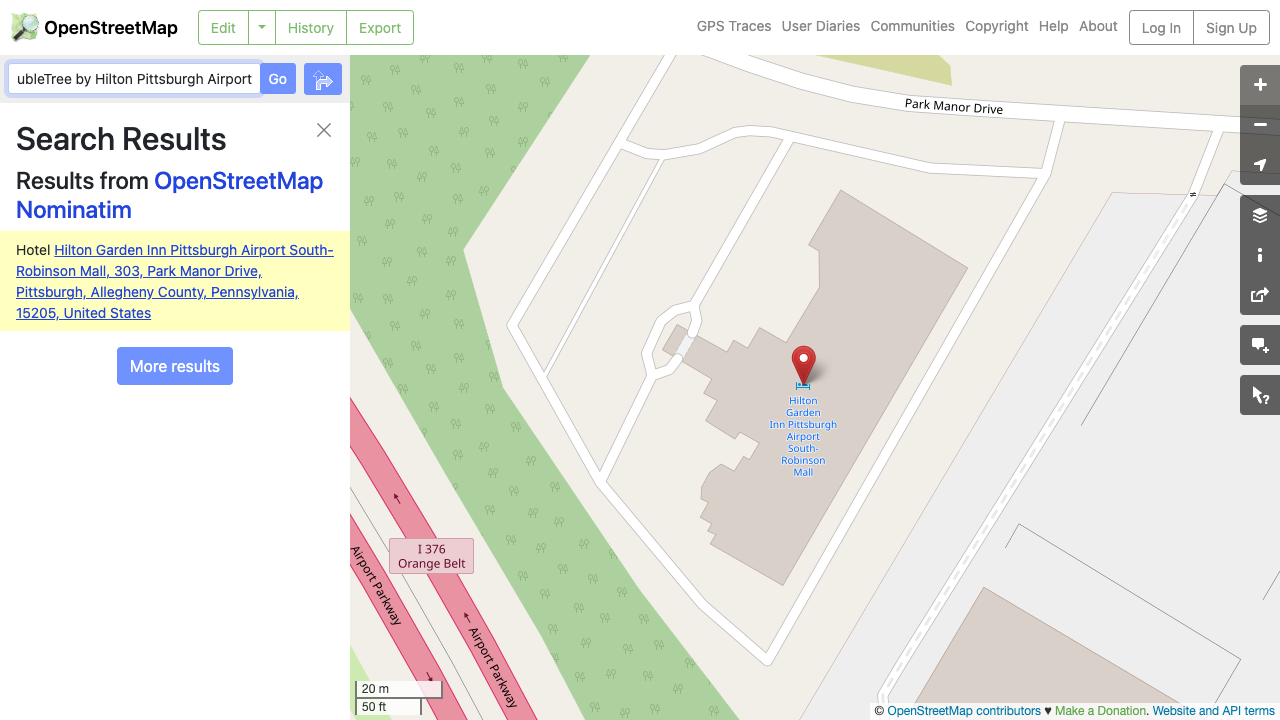 OpenStreetMap
Edit
History
Export
GPS Traces
User Diaries
Communities
Copyright
Help
About
Log In
Sign Up
ubleTree by Hilton Pittsburgh Airport
Go
Search Results
Results from OpenStreetMap
Nominatim
Hotel Hilton Garden Inn Pittsburgh Airport South-
Robinson Mall, 303, Park Manor Drive,
Pittsburgh, Allegheny County, Pennsylvania,
15205, United States
More results
Park Manor Drive
Hilton
Garden
Inn Pittsburgh
Airport
South-
Robinson
Mall
I 376
Orange Belt
Airport Parkway
Airport Parkway
20 m
50 ft
© OpenStreetMap contributors ♥ Make a Donation. Website and API terms